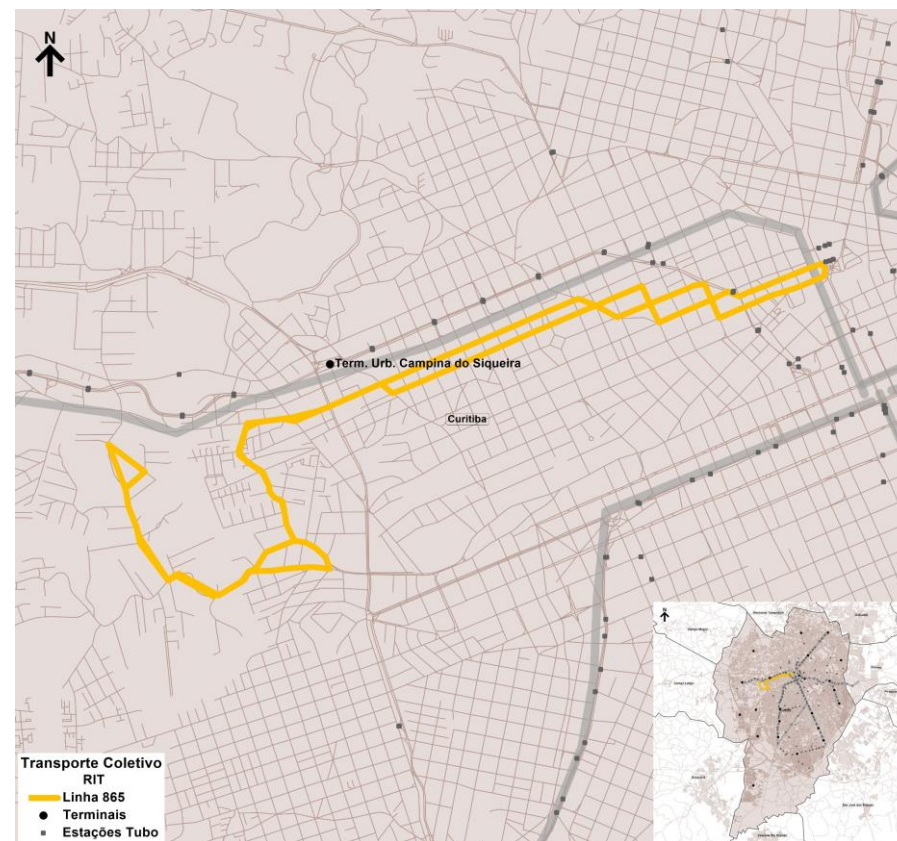 N
Term. Urb. Campina do Siqueira
Curitiba
Transporte Coletivo
RIT
Linha 865
Terminais
Estações Tubo
N